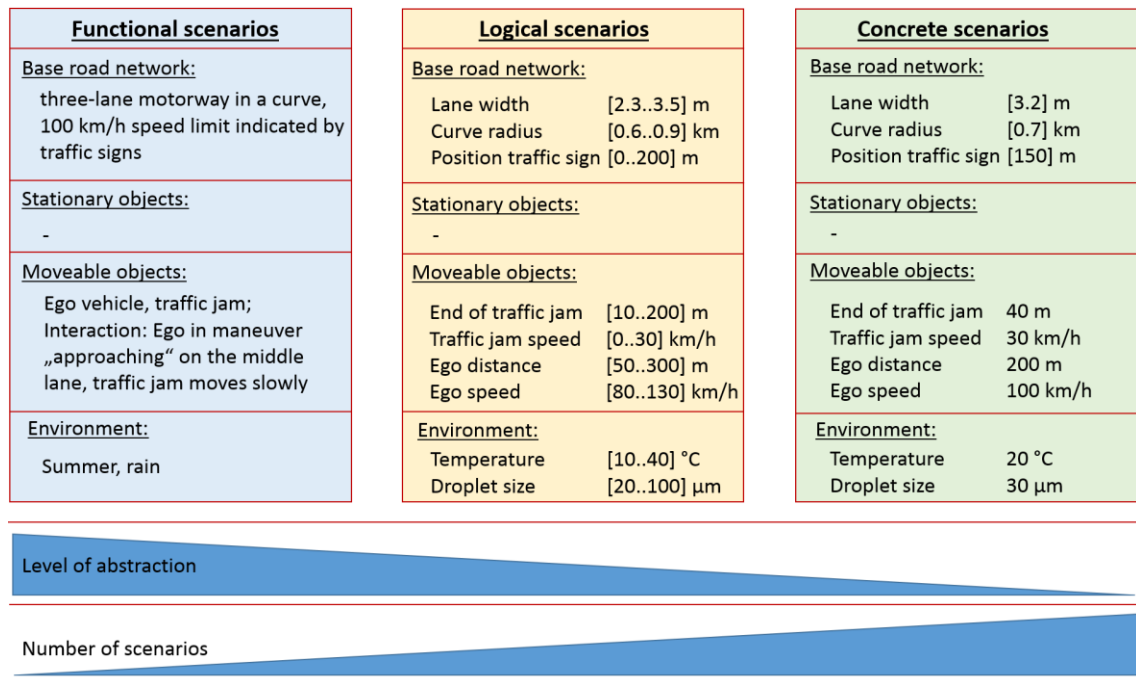 Functional scenarios
Base road network:
three-lane motorway in a curve,
100 km/h speed limit indicated by
traffic signs
Stationary objects:
-
Moveable objects:
Ego vehicle, traffic jam;
Interaction: Ego in maneuver
„approaching“ on the middle
lane, traffic jam moves slowly
Environment:
Summer, rain
Logical scenarios
Base road network:
Lane width [2.3..3.5] m
Curve radius [0.6..0.9] km
Position traffic sign [0..200] m
Stationary objects:
-
Moveable objects:
End of traffic jam [10..200] m
Traffic jam speed [0..30] km/h
Ego distance [50..300] m
Ego speed [80..130] km/h
Environment:
Temperature [10..40] °C
Droplet size [20..100] µm
Concrete scenarios
Base road network:
Lane width [3.2] m
Curve radius [0.7] km
Position traffic sign [150] m
Stationary objects:
-
Moveable objects:
End of traffic jam 40 m
Traffic jam speed 30 km/h
Ego distance 200 m
Ego speed 100 km/h
Environment:
Temperature 20 °C
Droplet size 30 µm
Level of abstraction
Number of scenarios